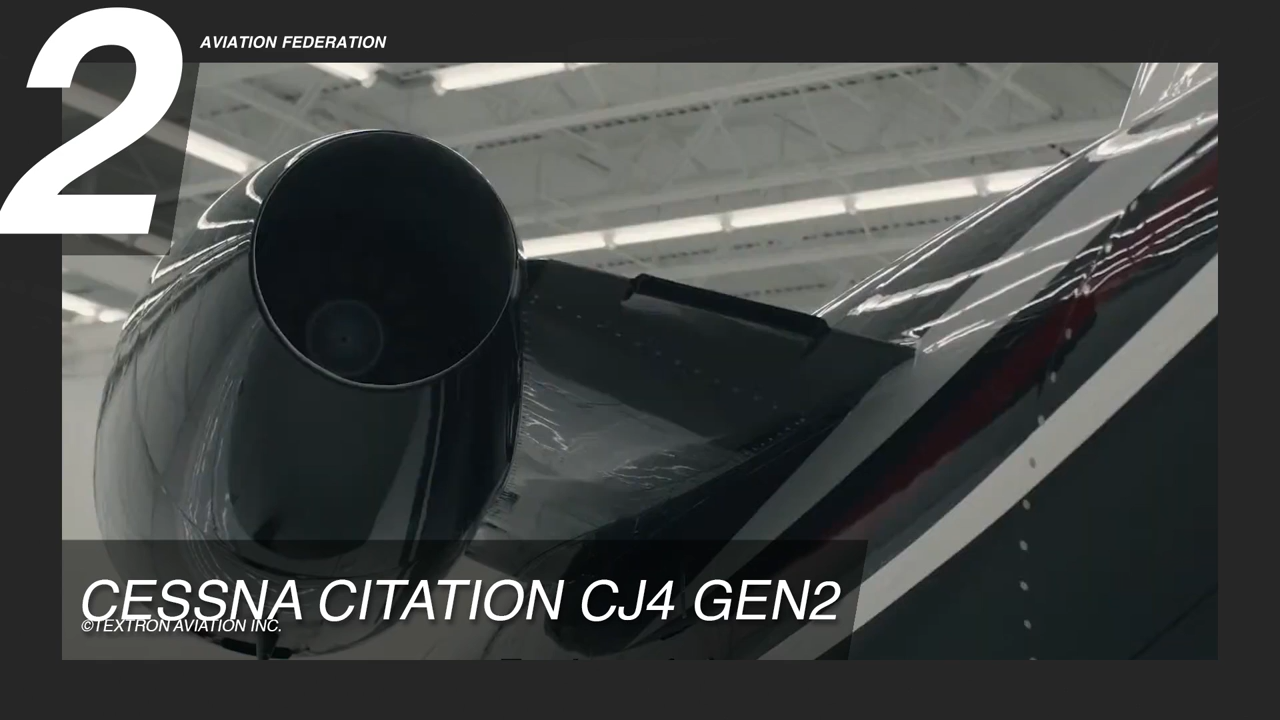 2
AVIATION FEDERATION
CESSNA CITATION CJ4 GEN2
©TEXTRON AVIATION INC.